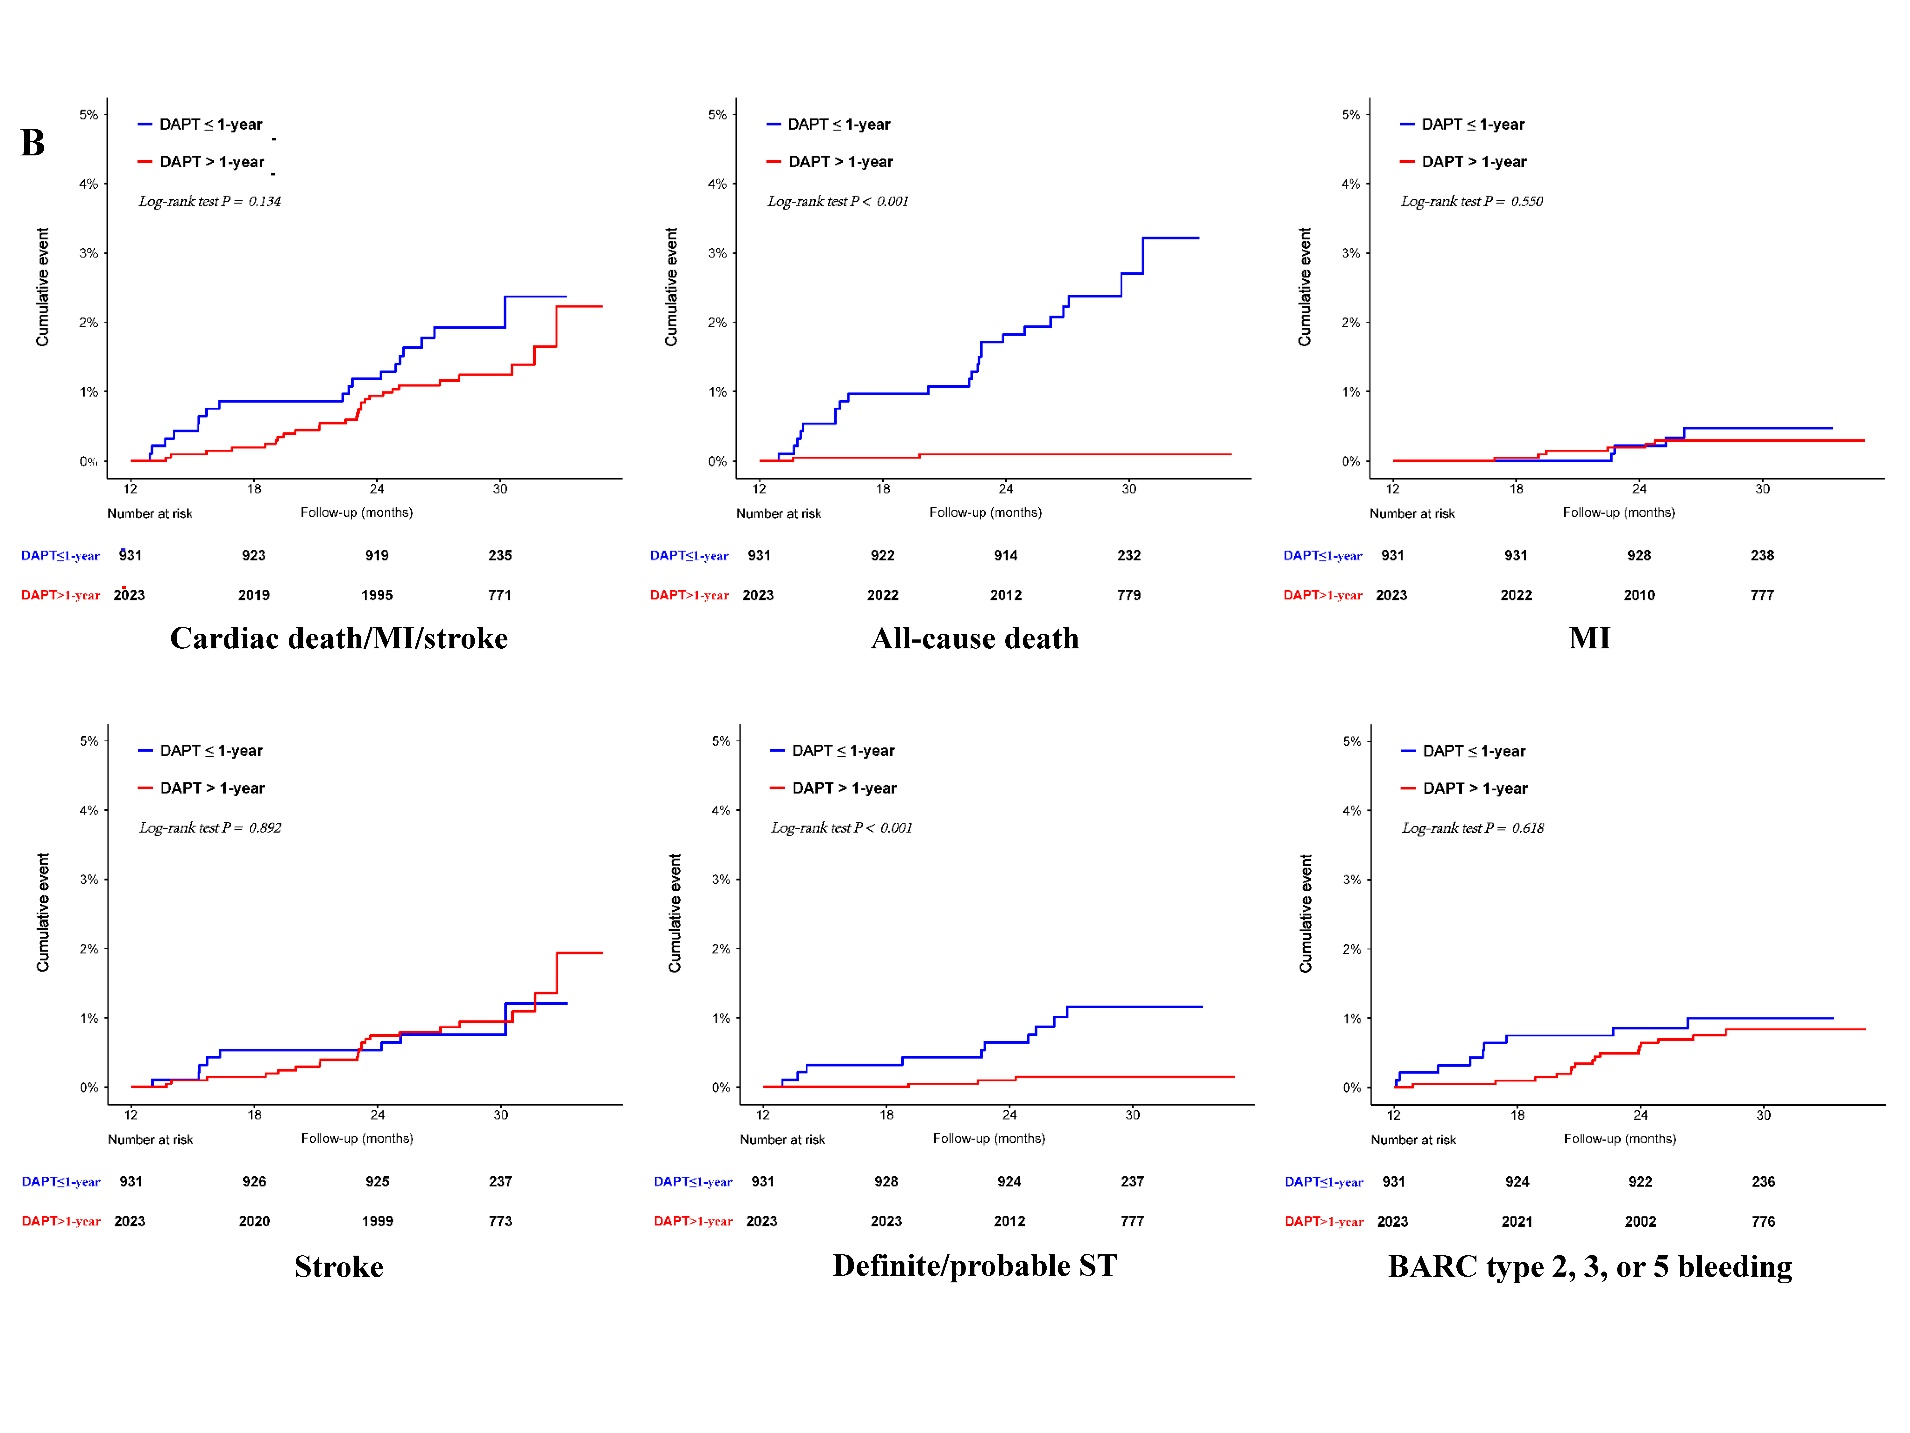 B
5%
4%
3%
2%
1%
0%
Cumulative event
DAPT ≤ 1-year
DAPT > 1-year
Log-rank test P = 0.134
12 18 24 30
Number at risk Follow-up (months)
DAPT≤1-year 931 923 919 235
DAPT>1-year 2023 2019 1995 771
Cardiac death/MI/stroke
5%
4%
3%
2%
1%
0%
Cumulative event
DAPT ≤ 1-year
DAPT > 1-year
Log-rank test P < 0.001
12 18 24 30
Number at risk Follow-up (months)
DAPT≤1-year 931 922 914 232
DAPT>1-year 2023 2022 2012 779
All-cause death
5%
4%
3%
2%
1%
0%
Cumulative event
DAPT ≤ 1-year
DAPT > 1-year
Log-rank test P = 0.550
12 18 24 30
Number at risk Follow-up (months)
DAPT≤1-year 931 931 928 238
DAPT>1-year 2023 2022 2010 777
MI
5%
4%
3%
2%
1%
0%
Cumulative event
DAPT ≤ 1-year
DAPT > 1-year
Log-rank test P = 0.892
12 18 24 30
Number at risk Follow-up (months)
DAPT≤1-year 931 926 925 237
DAPT>1-year 2023 2020 1999 773
Stroke
5%
4%
3%
2%
1%
0%
Cumulative event
DAPT ≤ 1-year
DAPT > 1-year
Log-rank test P < 0.001
12 18 24 30
Number at risk Follow-up (months)
DAPT≤1-year 931 928 924 237
DAPT>1-year 2023 2023 2012 777
Definite/probable ST
5%
4%
3%
2%
1%
0%
Cumulative event
DAPT ≤ 1-year
DAPT > 1-year
Log-rank test P = 0.618
12 18 24 30
Number at risk Follow-up (months)
DAPT≤1-year 931 924 922 236
DAPT>1-year 2023 2021 2002 776
BARC type 2, 3, or 5 bleeding